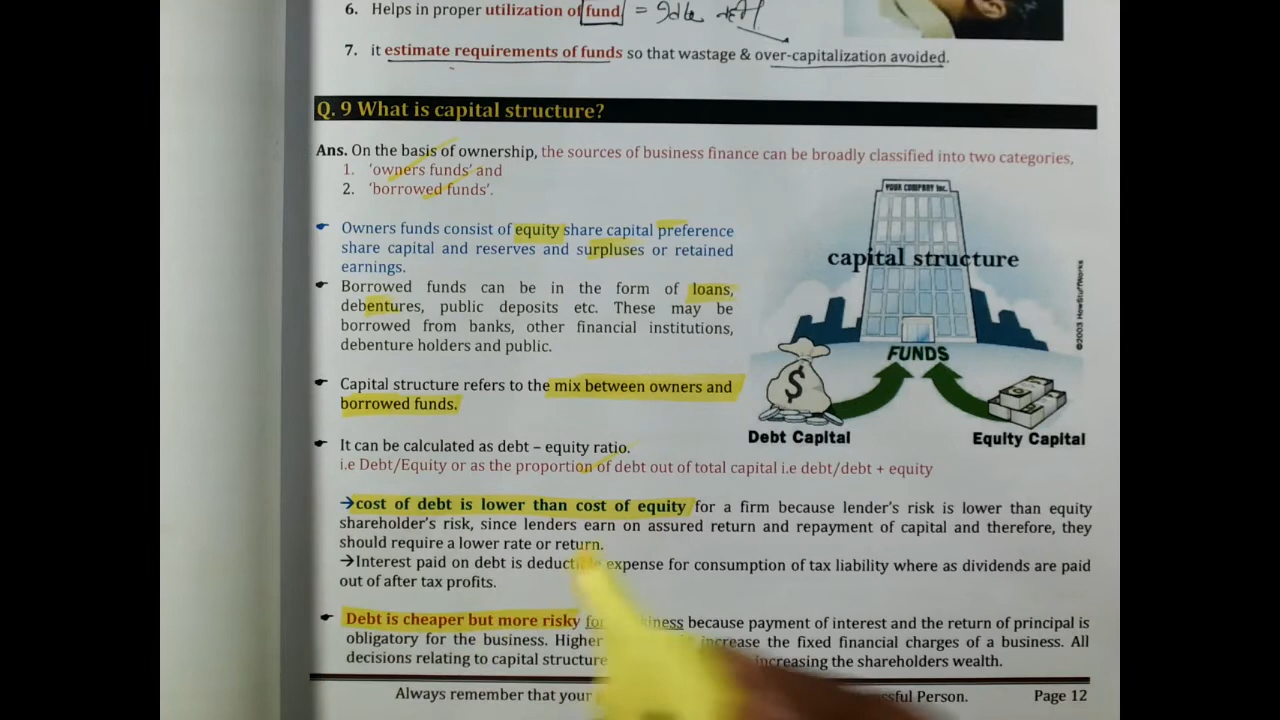 6. Helps in proper utilization of fund = Idle
7. it estimate requirements of funds so that wastage & over-capitalization avoided.
Q. 9 What is capital structure?
Ans. On the basis of ownership, the sources of business finance can be broadly classified into two categories,
1. ‘owners funds’ and
2. ‘borrowed funds’.
Owners funds consist of equity share capital preference
share capital and reserves and surpluses or retained
earnings.
Borrowed funds can be in the form of loans,
debentures, public deposits etc. These may be
borrowed from banks, other financial institutions,
debenture holders and public.
Capital structure refers to the mix between owners and
borrowed funds.
YOUR COMPANY Inc.
capital structure
FUNDS
Debt Capital
Equity Capital
©2003 HowStuffWorks
It can be calculated as debt – equity ratio.
i.e Debt/Equity or as the proportion of debt out of total capital i.e debt/debt + equity
→cost of debt is lower than cost of equity for a firm because lender’s risk is lower than equity
shareholder’s risk, since lenders earn on assured return and repayment of capital and therefore, they
should require a lower rate or return.
→Interest paid on debt is deductible expense for consumption of tax liability where as dividends are paid
out of after tax profits.
Debt is cheaper but more risky because payment of interest and the return of principal is
obligatory for the business. Higher increase the fixed financial charges of a business. All
decisions relating to capital structure increasing the shareholders wealth.
Always remember that your Person. Page 12